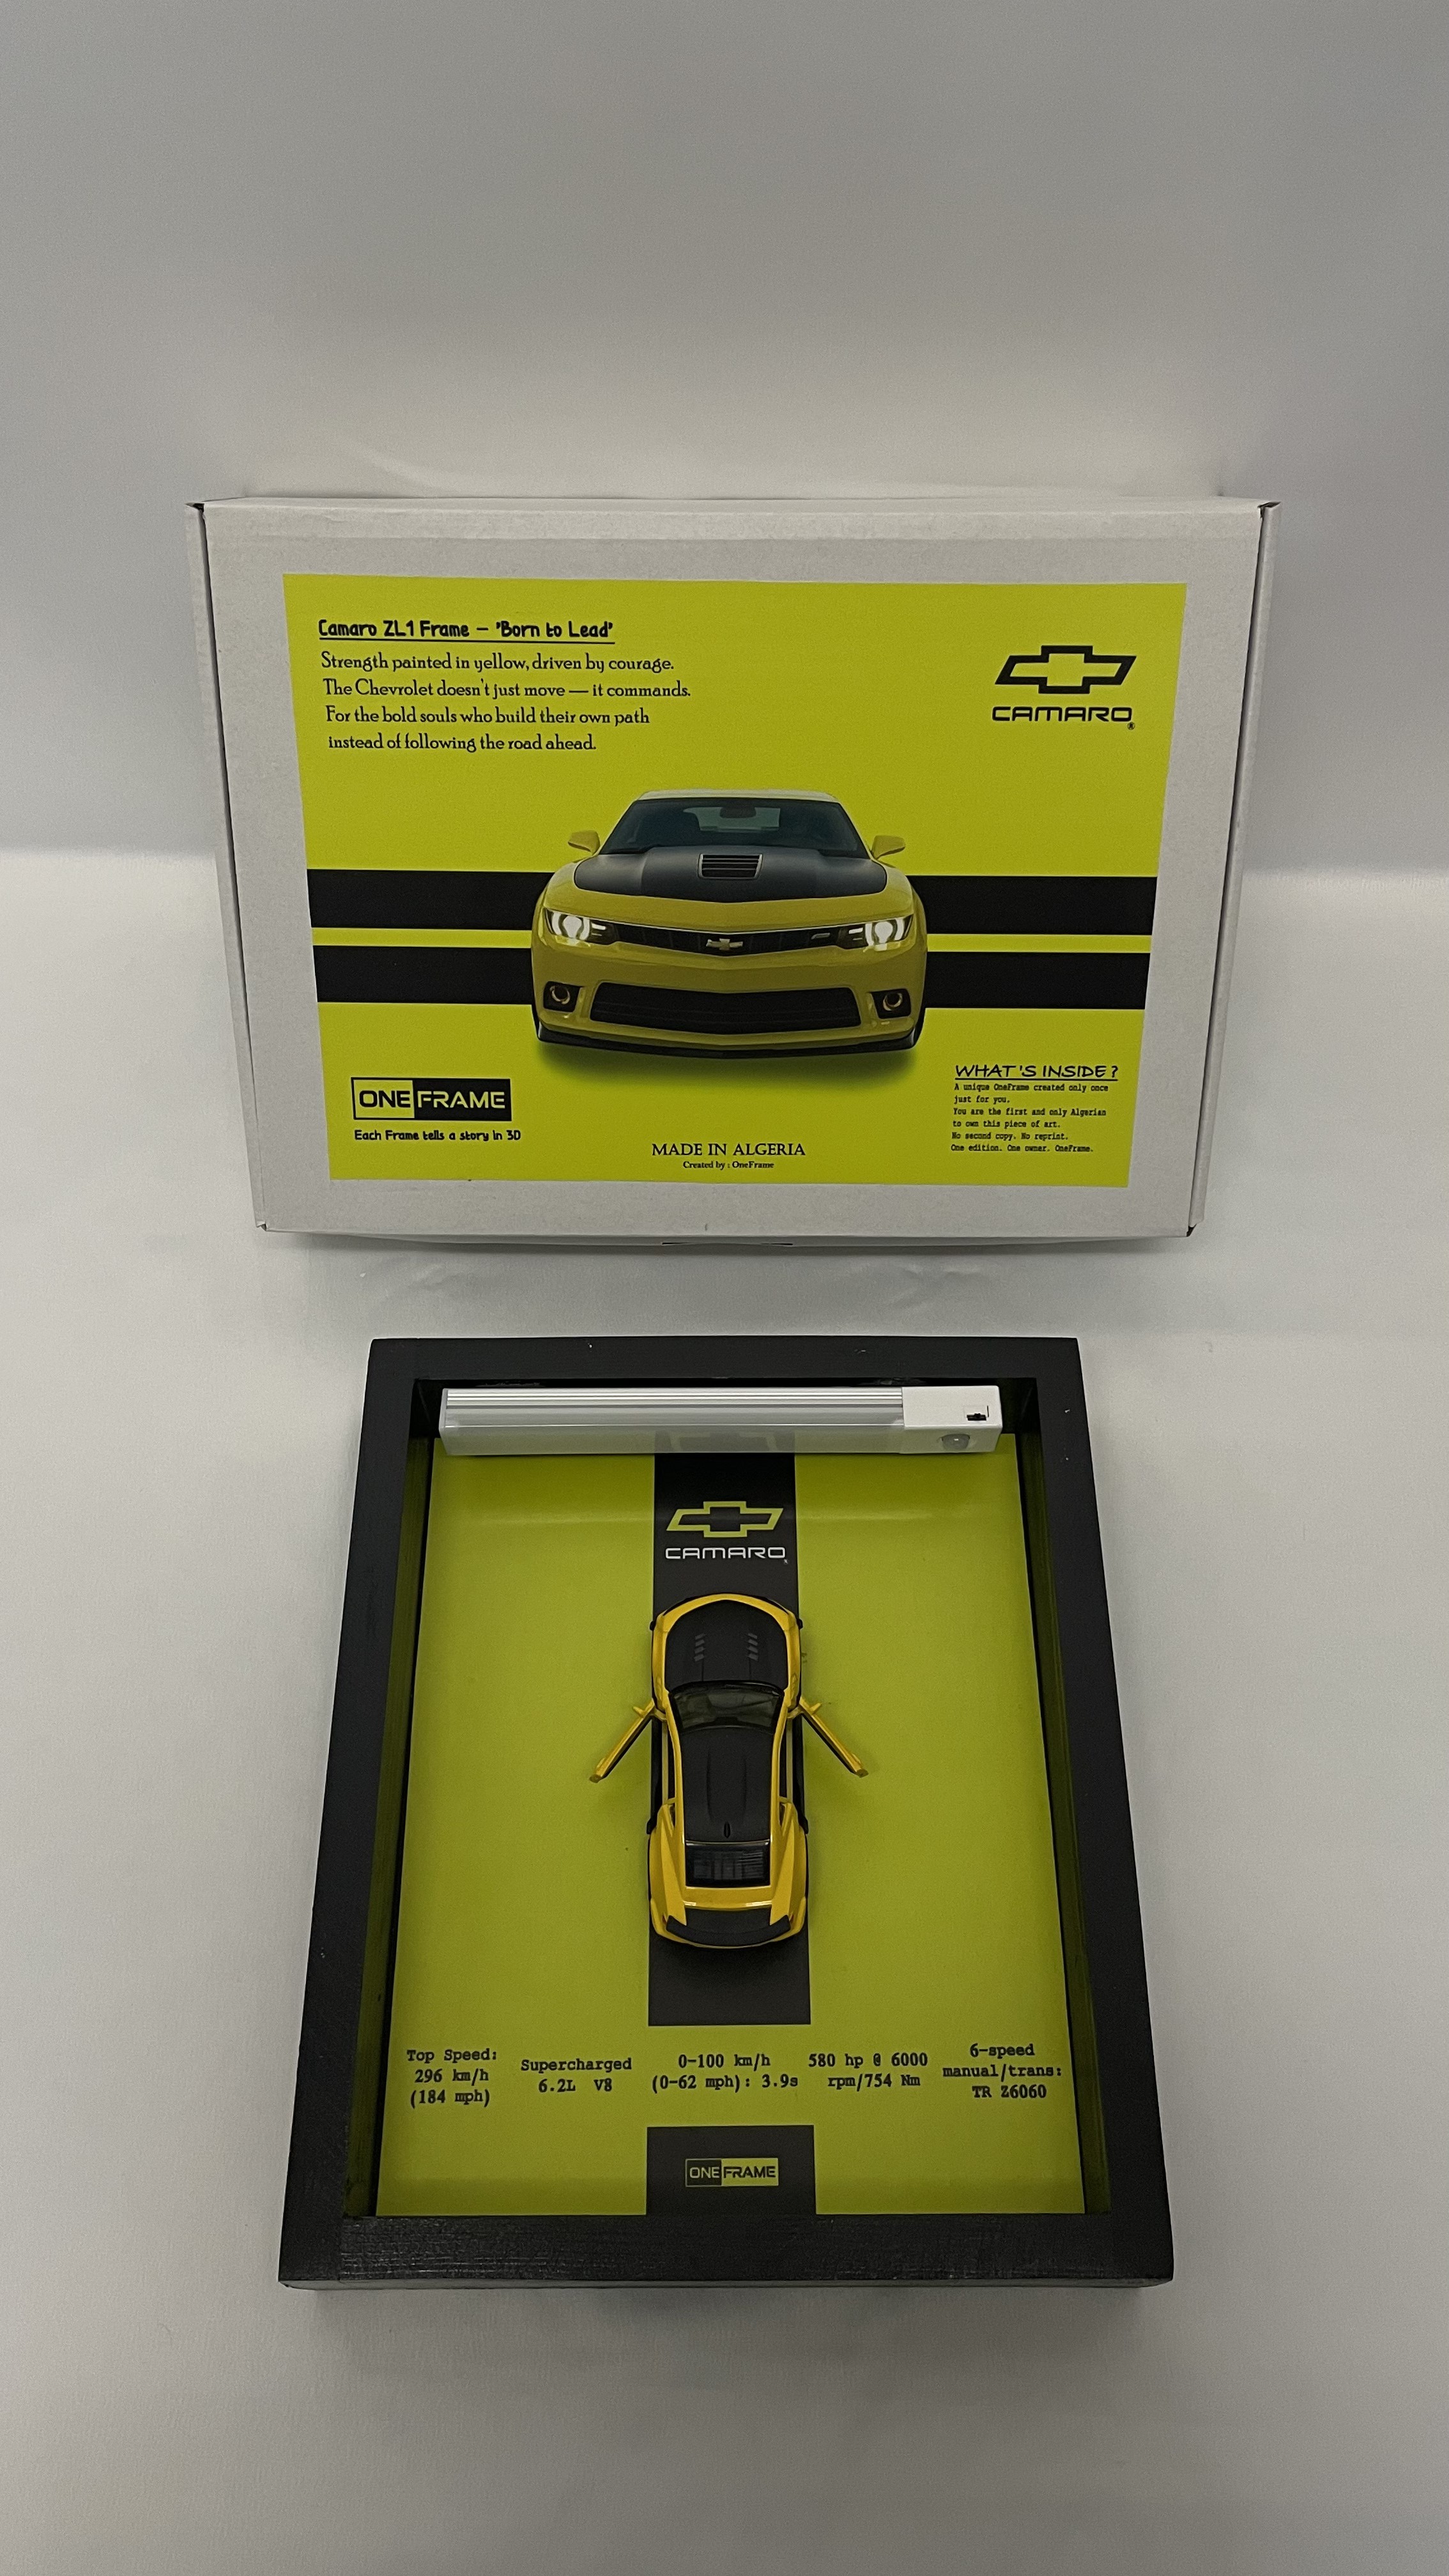 Camaro ZL1 Frame – 'Born to Lead'
Strength painted in yellow, driven by courage.
The Chevrolet doesn't just move — it commands.
For the bold souls who build their own path
instead of following the road ahead.
CAMARO®
ONEFRAME
Each Frame tells a story in 3D
MADE IN ALGERIA
Created by : OneFrame
WHAT'S INSIDE ?
A unique OneFrame created only once
just for you.
You are the first and only Algerian
to own this piece of art.
No second copy. No reprint.
One edition. One owner. OneFrame.
CAMARO®
Top Speed:
296 km/h
(184 mph)
Supercharged
6.2L V8
0-100 km/h
(0-62 mph): 3.9s
580 hp @ 6000
rpm/754 Nm
6-speed
manual/trans:
TR Z6060
ONEFRAME